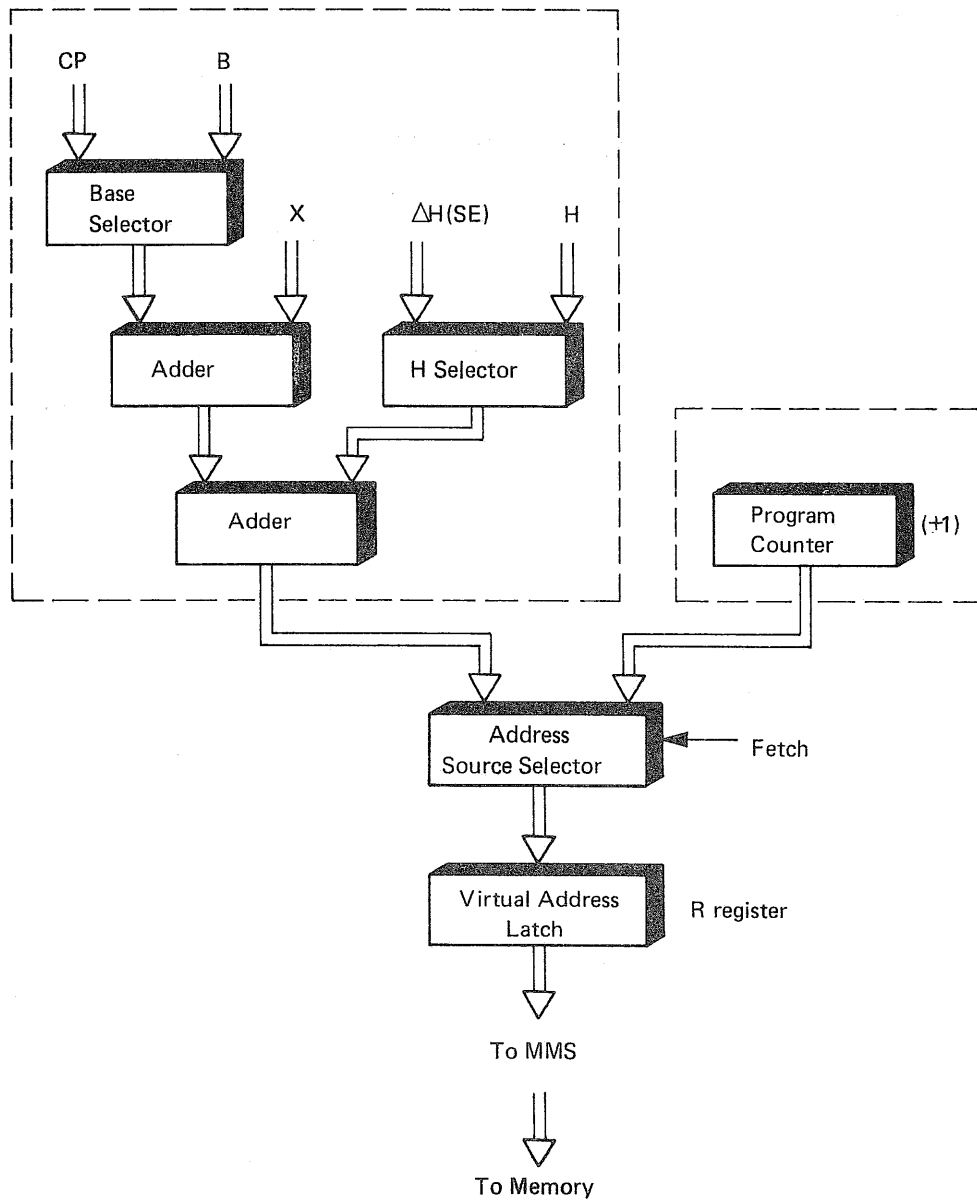 CP
B
Base
Selector
X
ΔH(SE)
H
Adder
H Selector
Adder
Program
Counter
(+1)
Address
Source Selector
Fetch
Virtual Address
Latch
R register
To MMS
To Memory